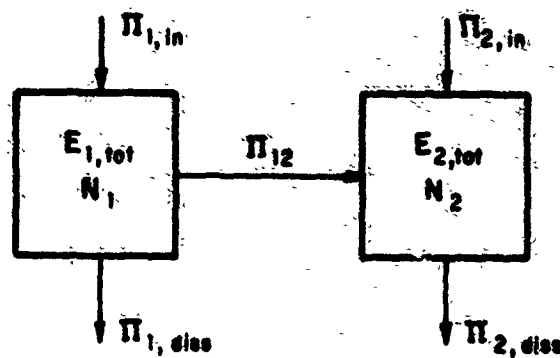 Π1,in Π2,in
E1,tot Π12 E2,tot
N1 N2
Π1,diss Π2,diss